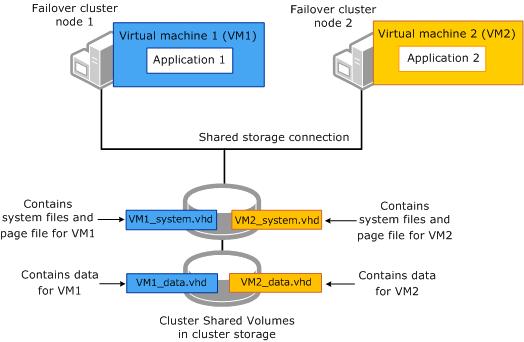 Failover cluster
node 1
Virtual machine 1 (VM1)
Application 1
Failover cluster
node 2
Virtual machine 2 (VM2)
Application 2
Shared storage connection
Contains
system files and
page file for VM1
VM1_system.vhd
VM2_system.vhd
Contains
system files and
page file for VM2
Contains data
for VM1
VM1_data.vhd
VM2_data.vhd
Contains data
for VM2
Cluster Shared Volumes
in cluster storage